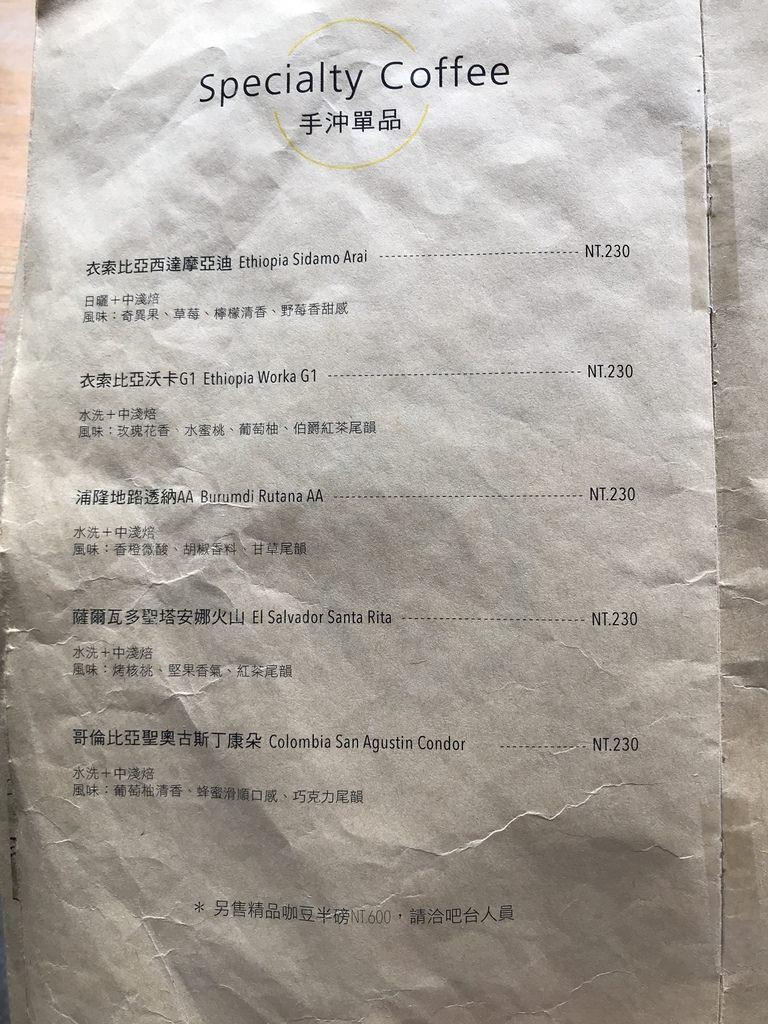 Specialty Coffee
手沖單品
衣索比亞西達摩亞迪 Ethiopia Sidamo Arai ---------- NT.230
日曬+中淺焙
風味：奇異果、草莓、檸檬清香、野莓香甜感
衣索比亞沃卡G1 Ethiopia Worka G1 ---------- NT.230
水洗+中淺焙
風味：玫瑰花香、水蜜桃、葡萄柚、伯爵紅茶尾韻
浦隆地路透納AA Burumdi Rutana AA ---------- NT.230
水洗+中淺焙
風味：香橙微酸、胡椒香料、甘草尾韻
薩爾瓦多聖塔安娜火山 El Salvador Santa Rita ---------- NT.230
水洗+中淺焙
風味：烤核桃、堅果香氣、紅茶尾韻
哥倫比亞聖奧古斯丁康朵 Colombia San Agustin Condor ---------- NT.230
水洗+中淺焙
風味：葡萄柚清香、蜂蜜滑順口感、巧克力尾韻
＊ 另售精品咖豆半磅NT.600，請洽吧台人員